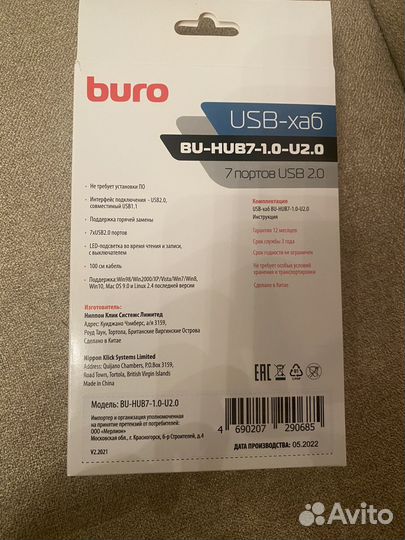 buro
USB-хаб
BU-HUB7-1.0-U2.0
7 портов USB 2.0
- Не требует установки ПО
- Интерфейс подключения - USB2.0,
совместимый USB1.1
- Поддержка горячей замены
- 7xUSB2.0 портов
- LED-подсветка во время чтения и записи,
с выключателем
- 100 см кабель
- Поддержка:Win98/Win2000/XP/Vista/Win7/Win8,
Win10, Mac OS 9.0 и Linux 2.4 последней версии
Комплектация
USB-хаб BU-HUB7-1.0-U2.0
Инструкция
Гарантия 12 месяцев
Срок службы 3 года
Срок годности не ограничен
Не требует особых условий
хранения и транспортировки
Сделано в Китае
Изготовитель:
Ниппон Клик Системс Лимитед
Адрес: Куиджано Чэмберс, а/я 3159,
Роуд Таун, Тортола, Британские Виргинские Острова
Сделано в Китае
Nippon Klick Systems Limited
Address: Quijano Chambers, P.O.Box 3159,
Road Town, Tortola, British Virgin Islands
Made in China
EAC
Модель: BU-HUB7-1.0-U2.0
Импортер и организация уполномоченная
на принятие претензий от потребителей:
ООО «Мерлион»
Московская обл., г. Красногорск, б-р Строителей, д.4
V2.2021
4 690207 290685
ДАТА ПРОИЗВОДСТВА: 05.2022
Avito